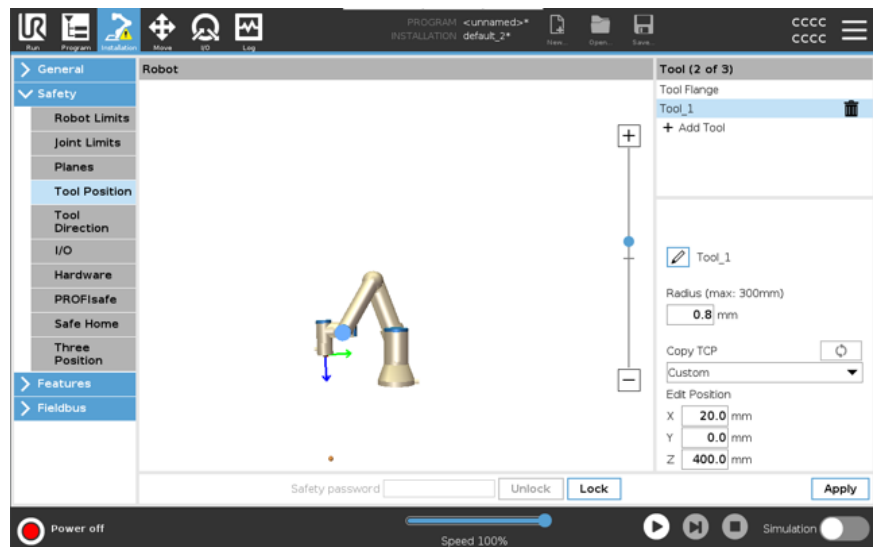 PROGRAM <unnamed>*
INSTALLATION default_2*
UR
Run
Program
Installation
Move
I/O
Log
New...
Open...
Save...
CCCC
CCCC
General
Safety
Robot Limits
Joint Limits
Planes
Tool Position
Tool
Direction
I/O
Hardware
PROFIsafe
Safe Home
Three
Position
Features
Fieldbus
Robot
+
−
Tool (2 of 3)
Tool Flange
Tool_1
+ Add Tool
Tool_1
Radius (max: 300mm)
0.8 mm
Copy TCP
Custom
Edit Position
X 20.0 mm
Y 0.0 mm
Z 400.0 mm
Safety password
Unlock
Lock
Apply
Power off
Speed 100%
Simulation